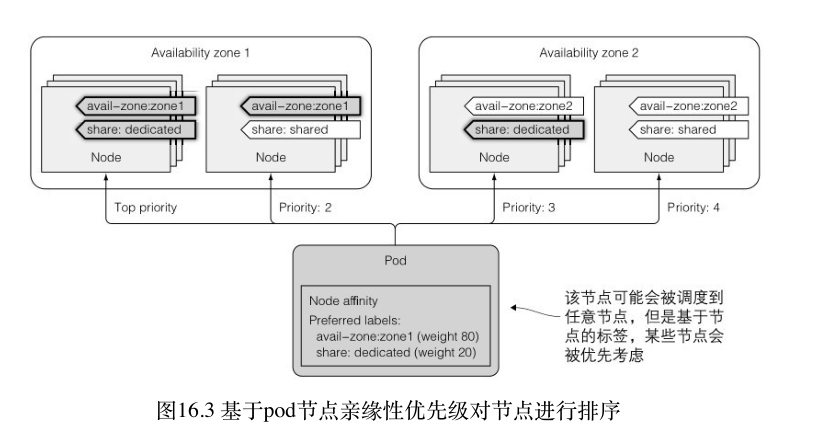 Availability zone 1
avail-zone:zone1
share: dedicated
Node
avail-zone:zone1
share: shared
Node
Availability zone 2
avail-zone:zone2
share: dedicated
Node
avail-zone:zone2
share: shared
Node
Top priority
Priority: 2
Priority: 3
Priority: 4
Pod
Node affinity
Preferred labels:
avail-zone:zone1 (weight 80)
share: dedicated (weight 20)
该节点可能会被调度到
任意节点，但是基于节
点的标签，某些节点会
被优先考虑
图16.3 基于pod节点亲缘性优先级对节点进行排序